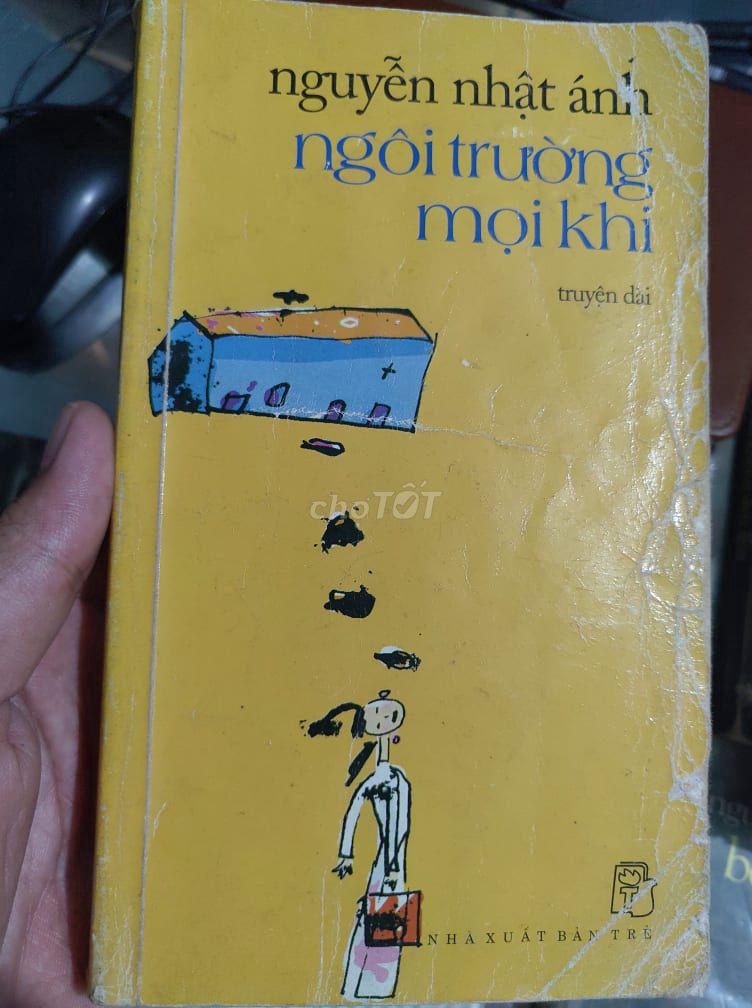 nguyễn nhật ánh
ngôi trường
mọi khi
truyện dài
choTỐT
NHÀ XUẤT BẢN TRẺ